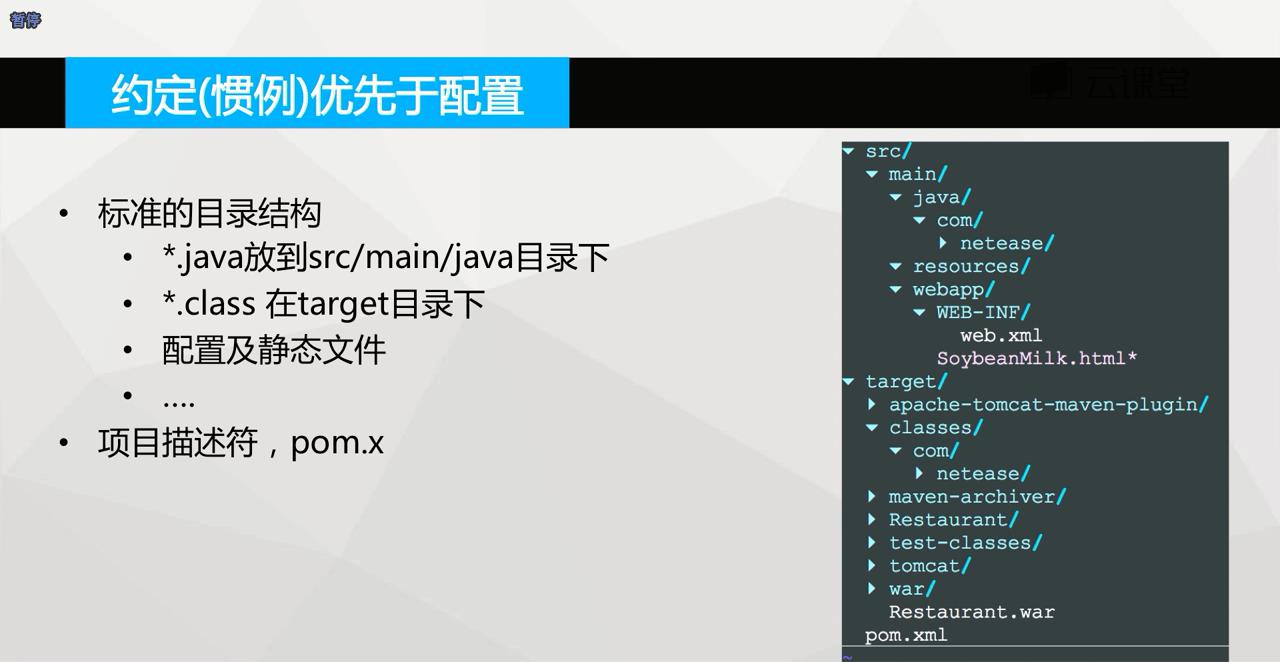 暂停
约定(惯例)优先于配置
云课堂
标准的目录结构
*.java放到src/main/java目录下
*.class 在target目录下
配置及静态文件
....
项目描述符，pom.x
src/
main/
java/
com/
netease/
resources/
webapp/
WEB-INF/
web.xml
SoybeanMilk.html*
target/
apache-tomcat-maven-plugin/
classes/
com/
netease/
maven-archiver/
Restaurant/
test-classes/
tomcat/
war/
Restaurant.war
pom.xml
~